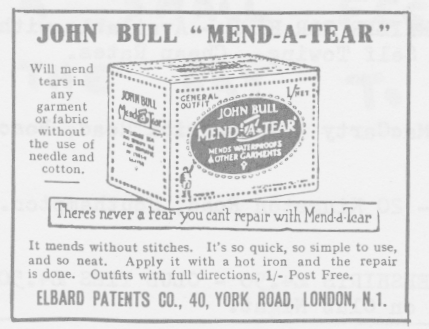 JOHN BULL "MEND-A-TEAR"
Will mend
tears in
any
garment
or fabric
without
the use of
needle and
cotton.
JOHN BULL
Mend-A-Tear
GENERAL
OUTFIT
1/- NET
JOHN BULL
MEND-A-TEAR
MENDS WATERPROOFS
& OTHER GARMENTS
There's never a tear you can't repair with Mend-a-Tear
It mends without stitches. It's so quick, so simple to use,
and so neat. Apply it with a hot iron and the repair
is done. Outfits with full directions, 1/- Post Free.
ELBARD PATENTS CO., 40, YORK ROAD, LONDON, N.1.